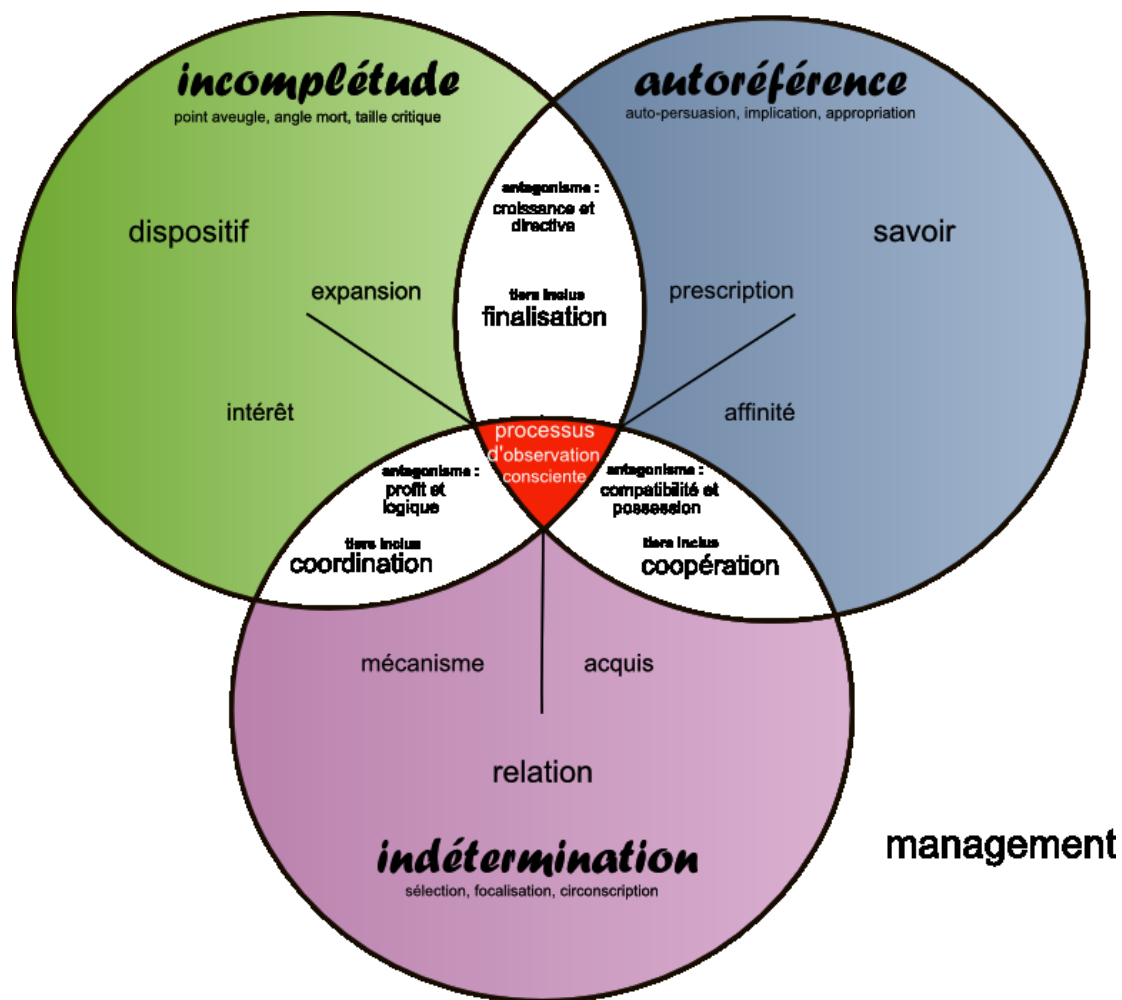 incomplétude
point aveugle, angle mort, taille critique
autoréférence
auto-persuasion, implication, appropriation
antagonisme :
croissance et
directive
dispositif
savoir
expansion
tiers inclus
finalisation
prescription
intérêt
affinité
processus
d'observation
consciente
antagonisme :
profit et
logique
tiers inclus
coordination
antagonisme :
compatibilité et
possession
tiers inclus
coopération
mécanisme
acquis
relation
indétermination
sélection, focalisation, circonscription
management